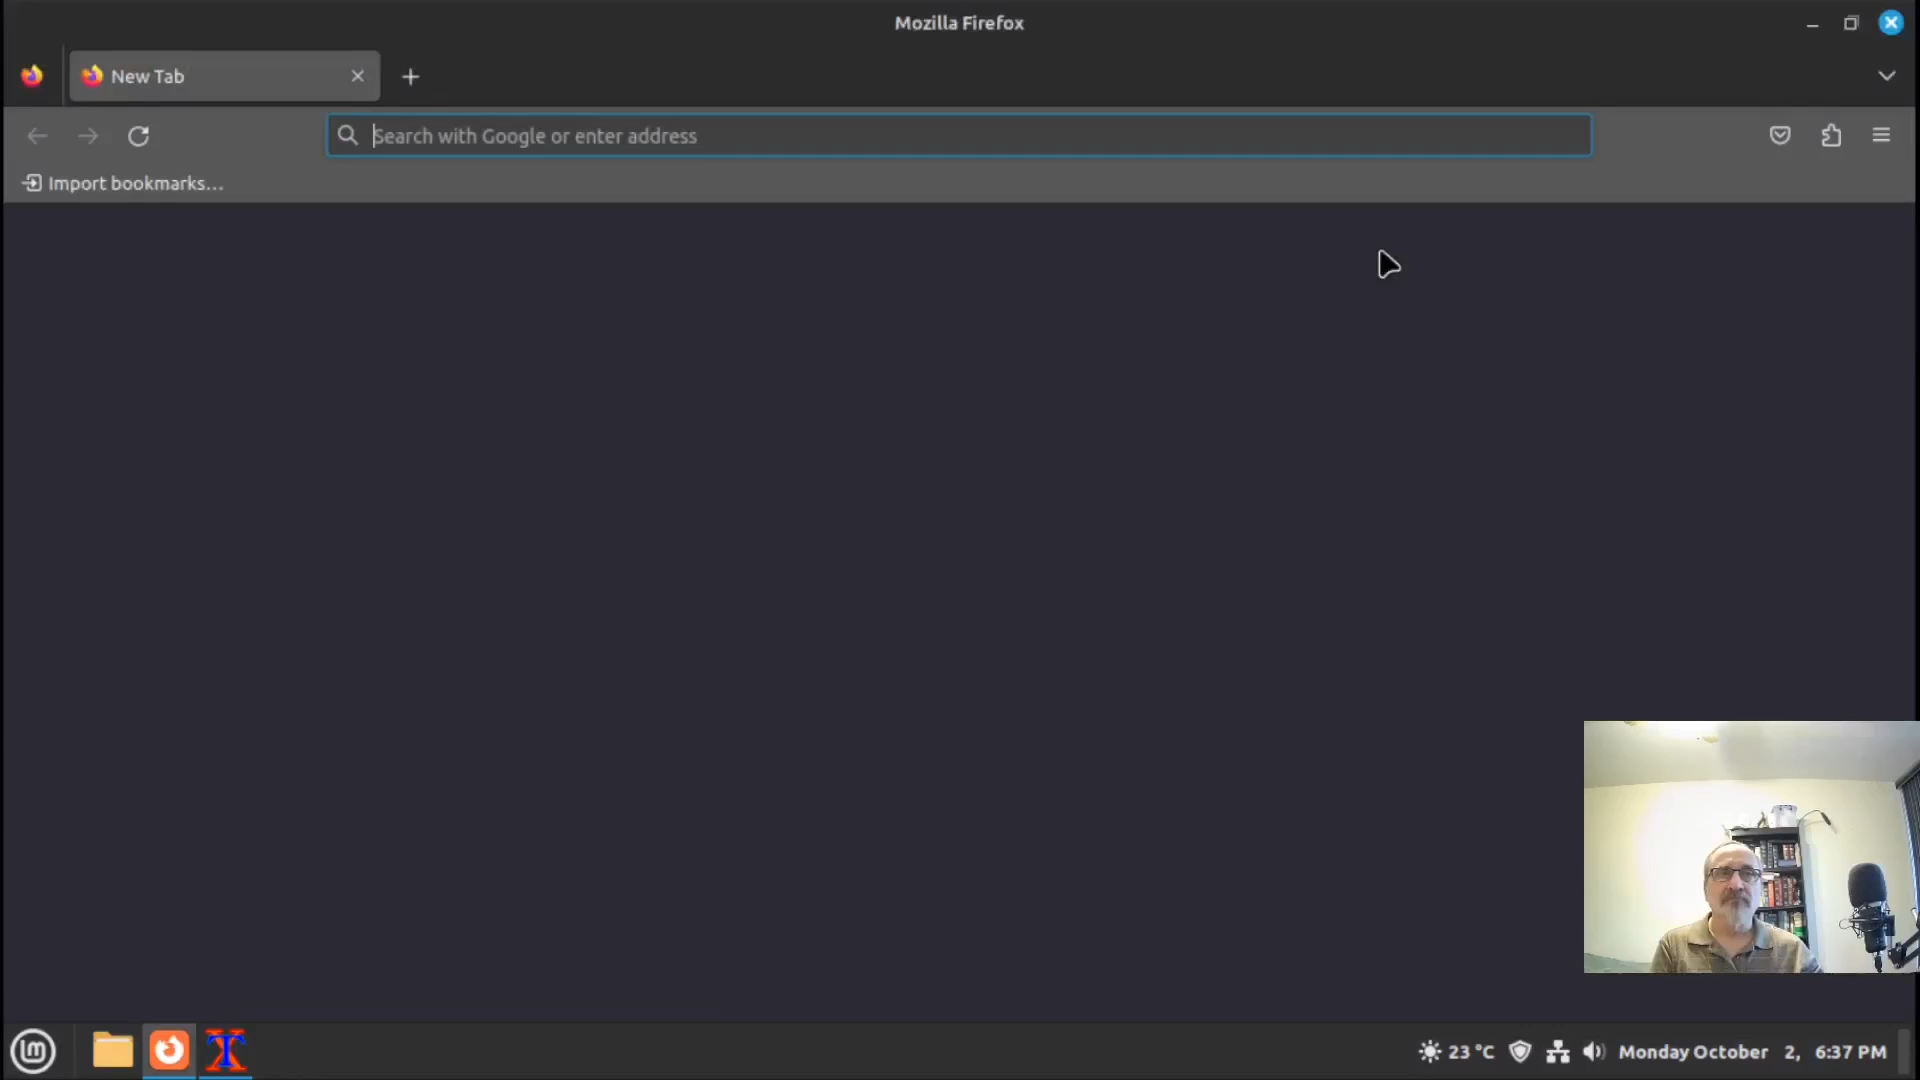 Mozilla Firefox
New Tab
Search with Google or enter address
Import bookmarks...
23 °C
Monday October 2, 6:37 PM